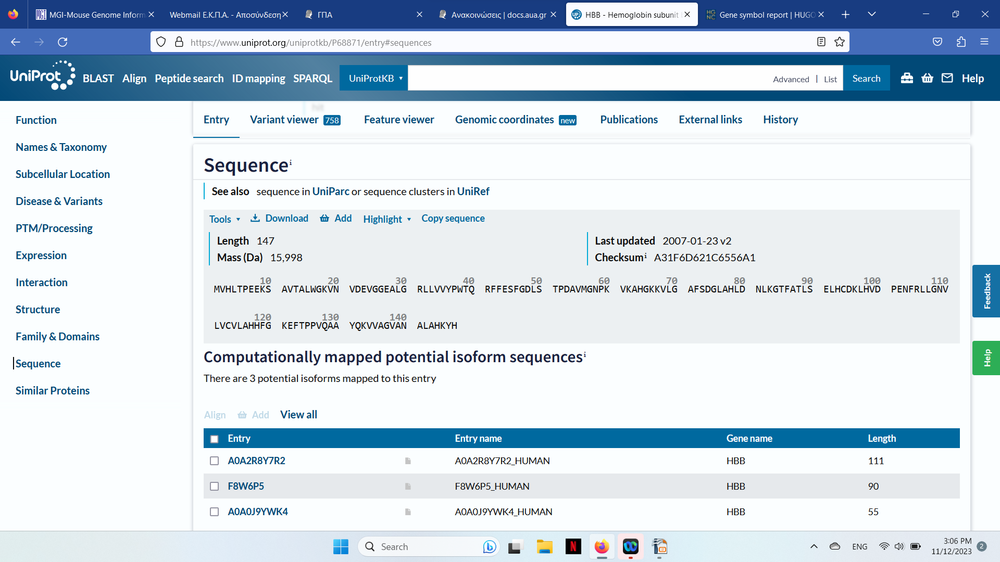 MGI-Mouse Genome Inform
Webmail Ε.Κ.Π.Α. - Αποσύνδεση
ΓΠΑ
Ανακοινώσεις | docs.aua.gr
HBB - Hemoglobin subunit
Gene symbol report | HUGO
https://www.uniprot.org/uniprotkb/P68871/entry#sequences
UniProt
BLAST Align Peptide search ID mapping SPARQL
UniProtKB
Advanced | List
Search
Help
Function
Names & Taxonomy
Subcellular Location
Disease & Variants
PTM/Processing
Expression
Interaction
Structure
Family & Domains
Sequence
Similar Proteins
hit
Entry Variant viewer 758 Feature viewer Genomic coordinates new Publications External links History
Sequence i
See also sequence in UniParc or sequence clusters in UniRef
Tools Download Add Highlight Copy sequence
Length 147
Mass (Da) 15,998
Last updated 2007-01-23 v2
Checksum i A31F6D621C6556A1
10 20 30 40 50 60 70 80 90 100 110
MVHLTPEEKS AVTALWGKVN VDEVGGEALG RLLVVYPWTQ RFFESFGDLS TPDAVMGNPK VKAHGKKVLG AFSDGLAHLD NLKGTFATLS ELHCDKLHVD PENFRLLGNV
120 130 140
LVCVLAHHFG KEFTPPVQAA YQKVVAGVAN ALAHKYH
Computationally mapped potential isoform sequences i
There are 3 potential isoforms mapped to this entry
Align Add View all
Entry Entry name Gene name Length
A0A2R8Y7R2 A0A2R8Y7R2_HUMAN HBB 111
F8W6P5 F8W6P5_HUMAN HBB 90
A0A0J9YWK4 A0A0J9YWK4_HUMAN HBB 55
Feedback
Help
Search
ENG
3:06 PM
11/12/2023
2